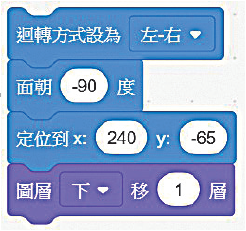 迴轉方式設為 左-右
面朝 -90 度
定位到 x: 240 y: -65
圖層 下 移 1 層